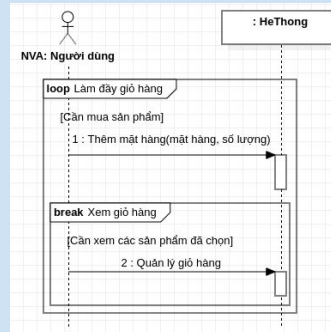 : HeThong
NVA: Người dùng
loop Làm đầy giỏ hàng
[Cần mua sản phẩm]
1 : Thêm mặt hàng(mặt hàng, số lượng)
break Xem giỏ hàng
[Cần xem các sản phẩm đã chọn]
2 : Quản lý giỏ hàng